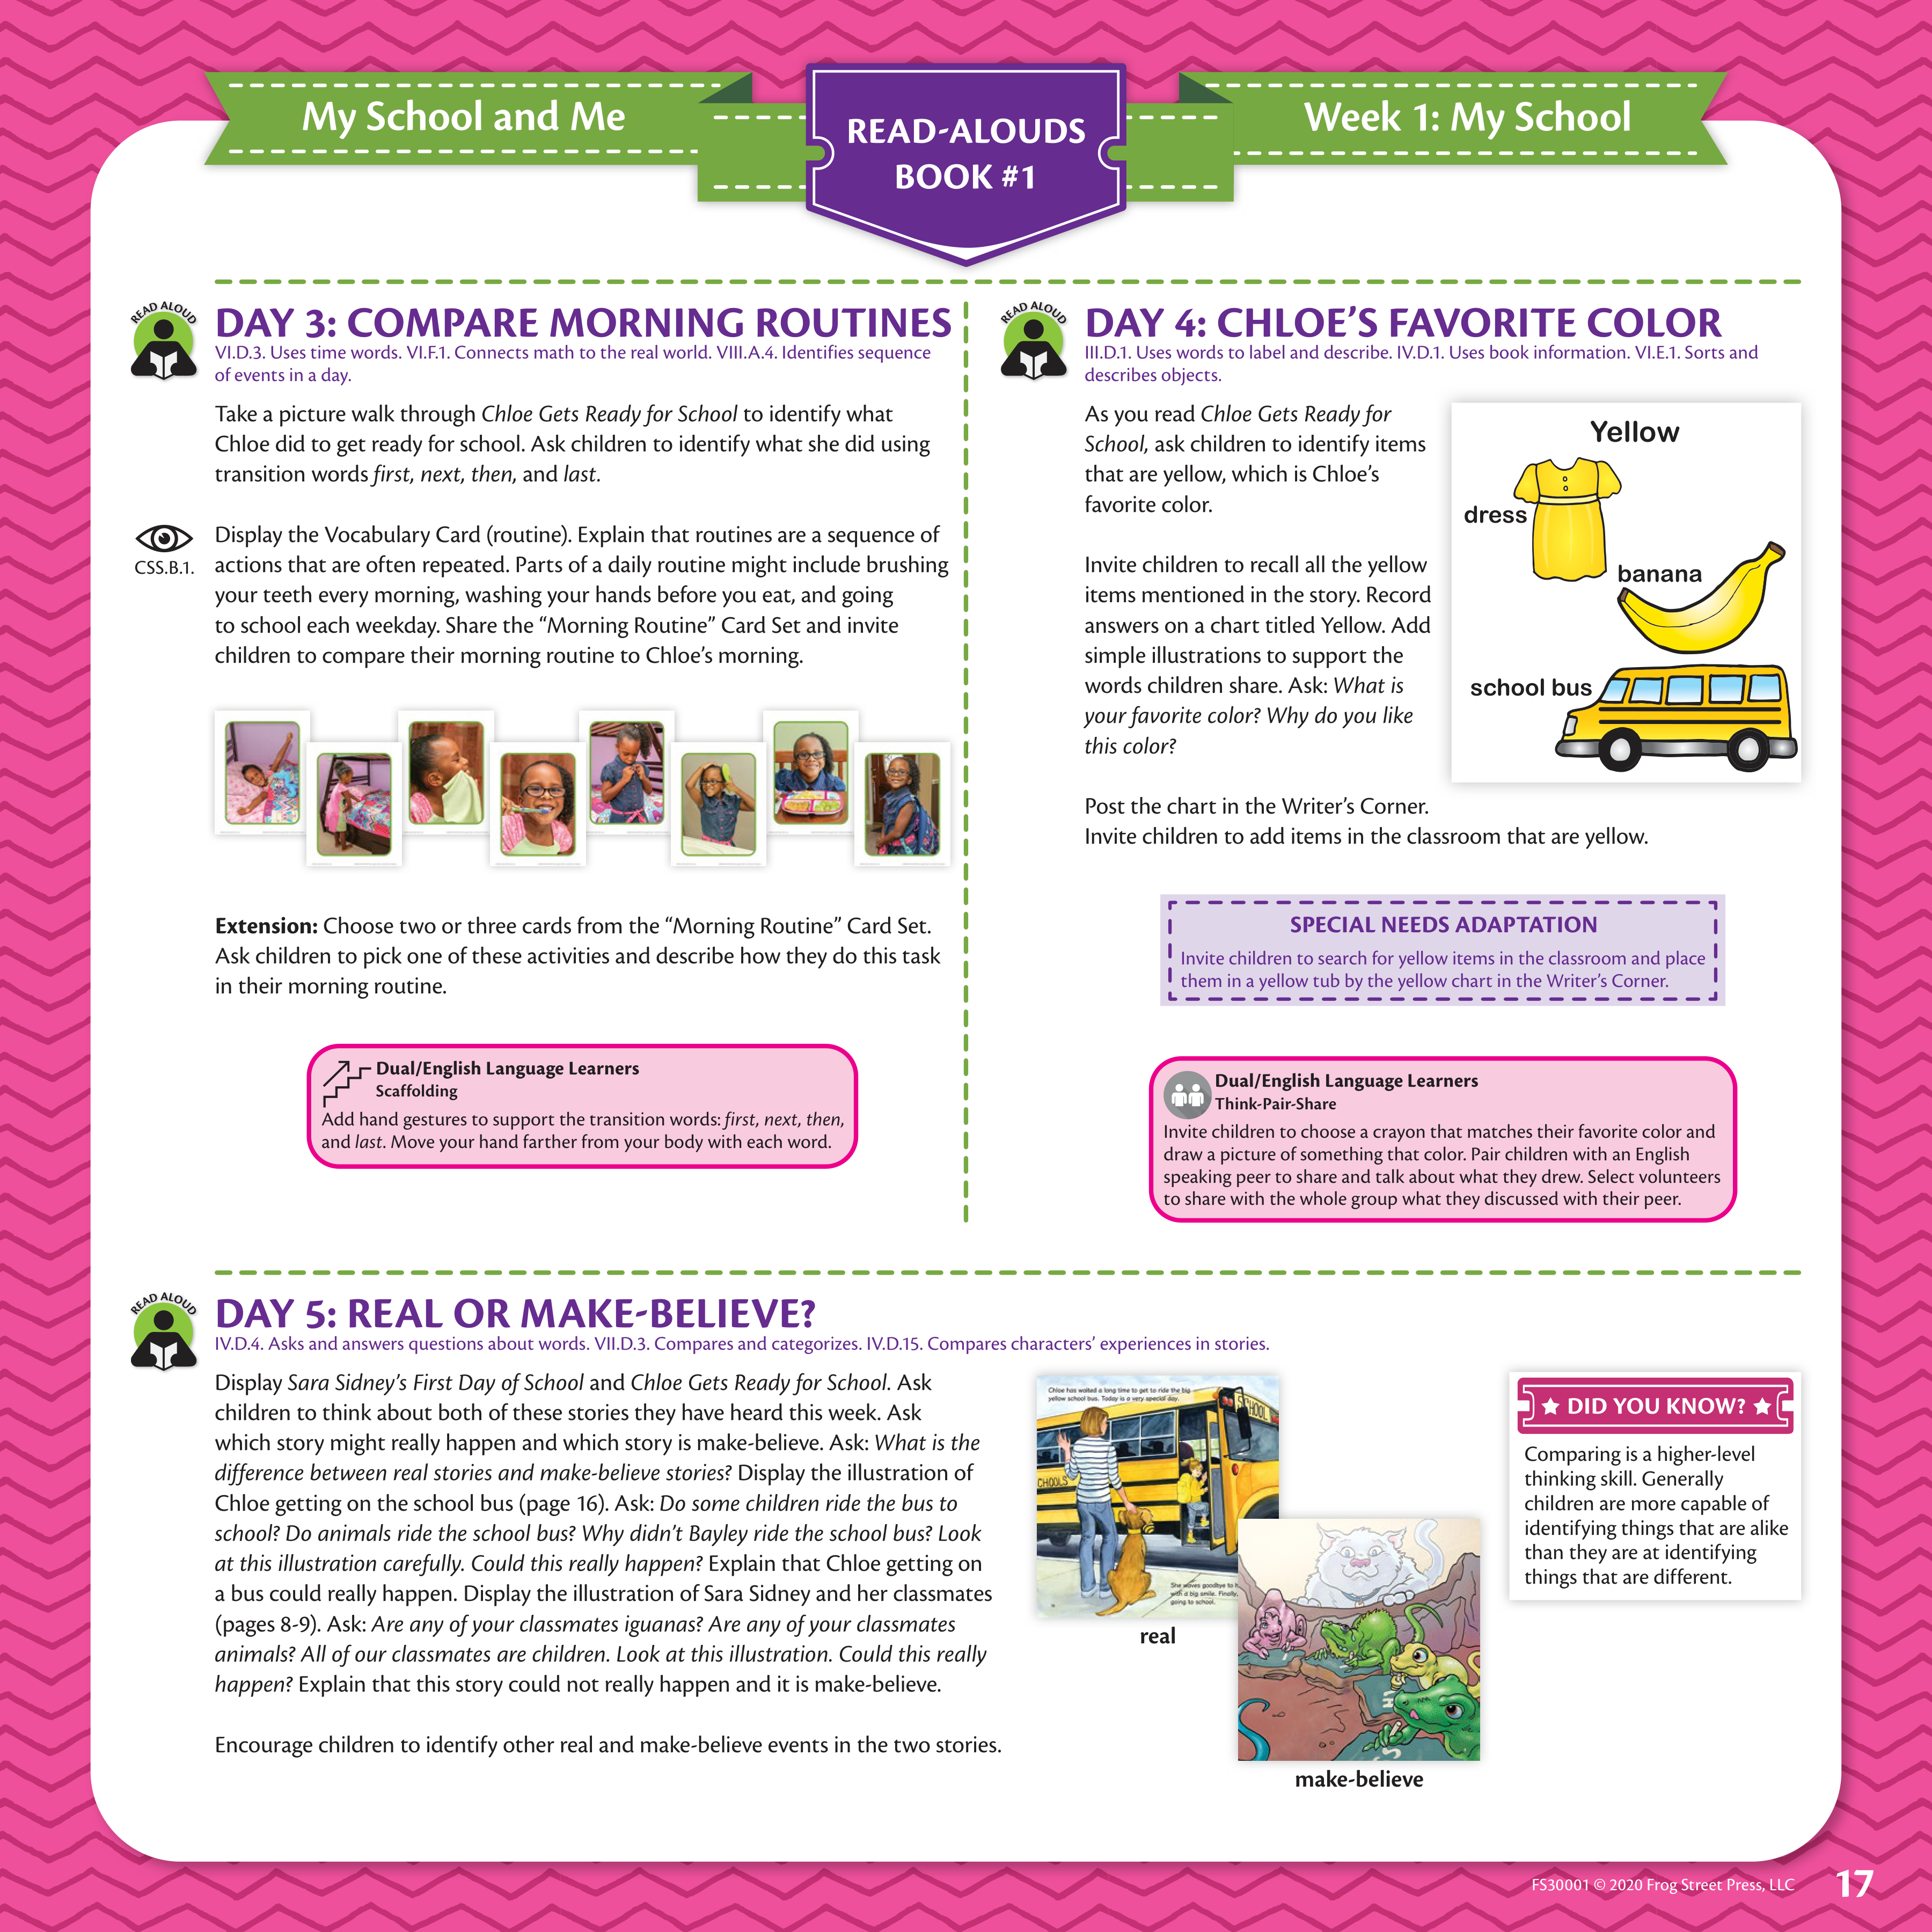 My School and Me
READ-ALOUDS
BOOK #1
Week 1: My School
READ ALOUD
DAY 3: COMPARE MORNING ROUTINES
VI.D.3. Uses time words. VI.F.1. Connects math to the real world. VIII.A.4. Identifies sequence
of events in a day.
Take a picture walk through Chloe Gets Ready for School to identify what
Chloe did to get ready for school. Ask children to identify what she did using
transition words first, next, then, and last.
CSS.B.1.
Display the Vocabulary Card (routine). Explain that routines are a sequence of
actions that are often repeated. Parts of a daily routine might include brushing
your teeth every morning, washing your hands before you eat, and going
to school each weekday. Share the “Morning Routine” Card Set and invite
children to compare their morning routine to Chloe’s morning.
Extension: Choose two or three cards from the “Morning Routine” Card Set.
Ask children to pick one of these activities and describe how they do this task
in their morning routine.
Dual/English Language Learners
Scaffolding
Add hand gestures to support the transition words: first, next, then,
and last. Move your hand farther from your body with each word.
READ ALOUD
DAY 4: CHLOE’S FAVORITE COLOR
III.D.1. Uses words to label and describe. IV.D.1. Uses book information. VI.E.1. Sorts and
describes objects.
As you read Chloe Gets Ready for
School, ask children to identify items
that are yellow, which is Chloe’s
favorite color.
Invite children to recall all the yellow
items mentioned in the story. Record
answers on a chart titled Yellow. Add
simple illustrations to support the
words children share. Ask: What is
your favorite color? Why do you like
this color?
Post the chart in the Writer’s Corner.
Invite children to add items in the classroom that are yellow.
Yellow
dress
banana
school bus
SPECIAL NEEDS ADAPTATION
Invite children to search for yellow items in the classroom and place
them in a yellow tub by the yellow chart in the Writer’s Corner.
Dual/English Language Learners
Think-Pair-Share
Invite children to choose a crayon that matches their favorite color and
draw a picture of something that color. Pair children with an English
speaking peer to share and talk about what they drew. Select volunteers
to share with the whole group what they discussed with their peer.
READ ALOUD
DAY 5: REAL OR MAKE-BELIEVE?
IV.D.4. Asks and answers questions about words. VII.D.3. Compares and categorizes. IV.D.15. Compares characters’ experiences in stories.
Display Sara Sidney’s First Day of School and Chloe Gets Ready for School. Ask
children to think about both of these stories they have heard this week. Ask
which story might really happen and which story is make-believe. Ask: What is the
difference between real stories and make-believe stories? Display the illustration of
Chloe getting on the school bus (page 16). Ask: Do some children ride the bus to
school? Do animals ride the school bus? Why didn’t Bayley ride the school bus? Look
at this illustration carefully. Could this really happen? Explain that Chloe getting on
a bus could really happen. Display the illustration of Sara Sidney and her classmates
(pages 8-9). Ask: Are any of your classmates iguanas? Are any of your classmates
animals? All of our classmates are children. Look at this illustration. Could this really
happen? Explain that this story could not really happen and it is make-believe.
Encourage children to identify other real and make-believe events in the two stories.
Chloe has waited a long time to get to ride the big
yellow school bus. Today is a very special day.
SCHOOL
SCHOOLS
She waves goodbye to
with a big smile. Finally,
going to school.
real
make-believe
DID YOU KNOW?
Comparing is a higher-level
thinking skill. Generally
children are more capable of
identifying things that are alike
than they are at identifying
things that are different.
FS30001 © 2020 Frog Street Press, LLC
17